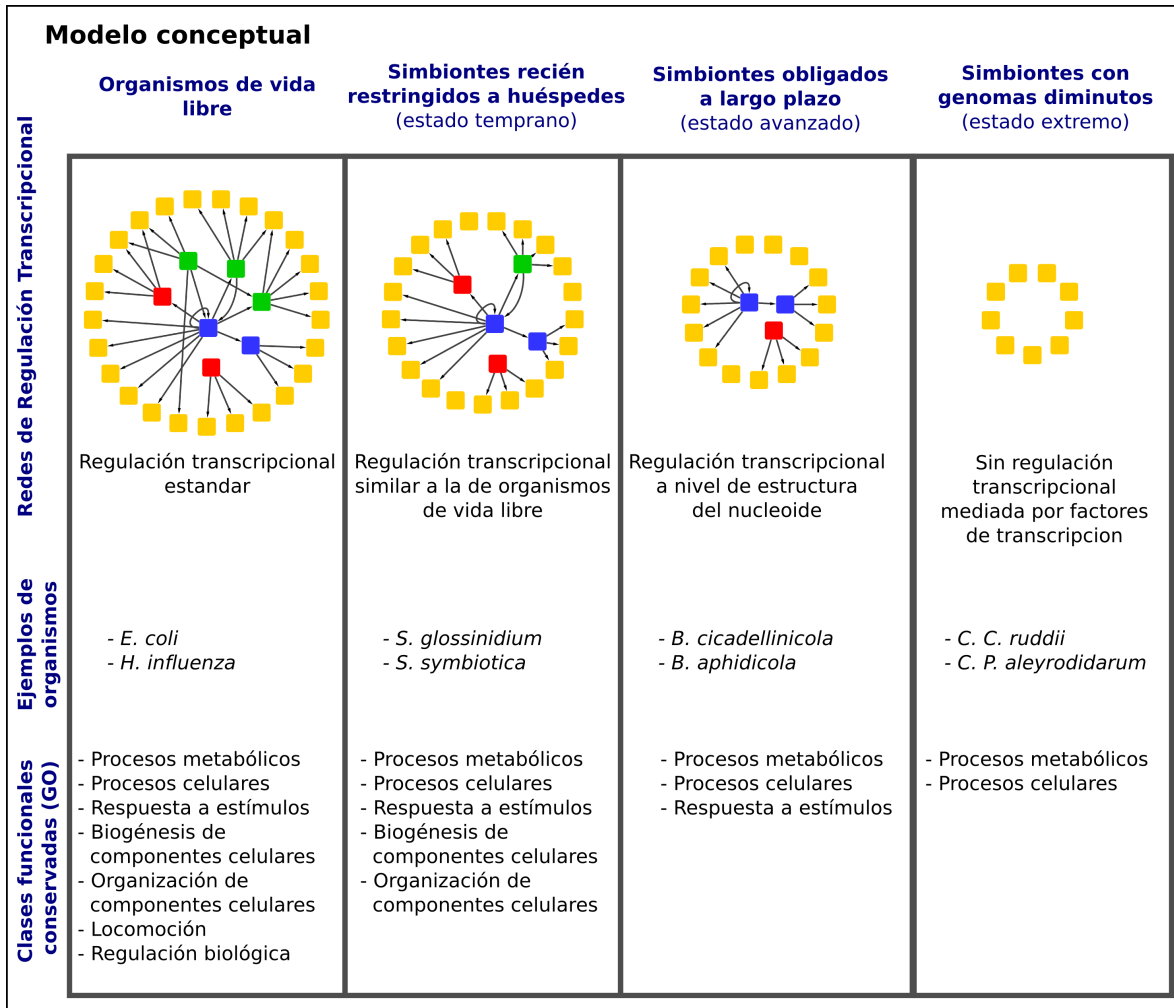 Modelo conceptual
Organismos de vida
libre
Simbiontes recién
restringidos a huéspedes
(estado temprano)
Simbiontes obligados
a largo plazo
(estado avanzado)
Simbiontes con
genomas diminutos
(estado extremo)
Redes de Regulación Transcripcional
Regulación transcripcional
estandar
Regulación transcripcional
similar a la de organismos
de vida libre
Regulación transcripcional
a nivel de estructura
del nucleoide
Sin regulación
transcripcional
mediada por factores
de transcripcion
Ejemplos de
organismos
- E. coli
- H. influenza
- S. glossinidium
- S. symbiotica
- B. cicadellinicola
- B. aphidicola
- C. C. ruddii
- C. P. aleyrodidarum
Clases funcionales
conservadas (GO)
- Procesos metabólicos
- Procesos celulares
- Respuesta a estímulos
- Biogénesis de
componentes celulares
- Organización de
componentes celulares
- Locomoción
- Regulación biológica
- Procesos metabólicos
- Procesos celulares
- Respuesta a estímulos
- Biogénesis de
componentes celulares
- Organización de
componentes celulares
- Procesos metabólicos
- Procesos celulares
- Respuesta a estímulos
- Procesos metabólicos
- Procesos celulares